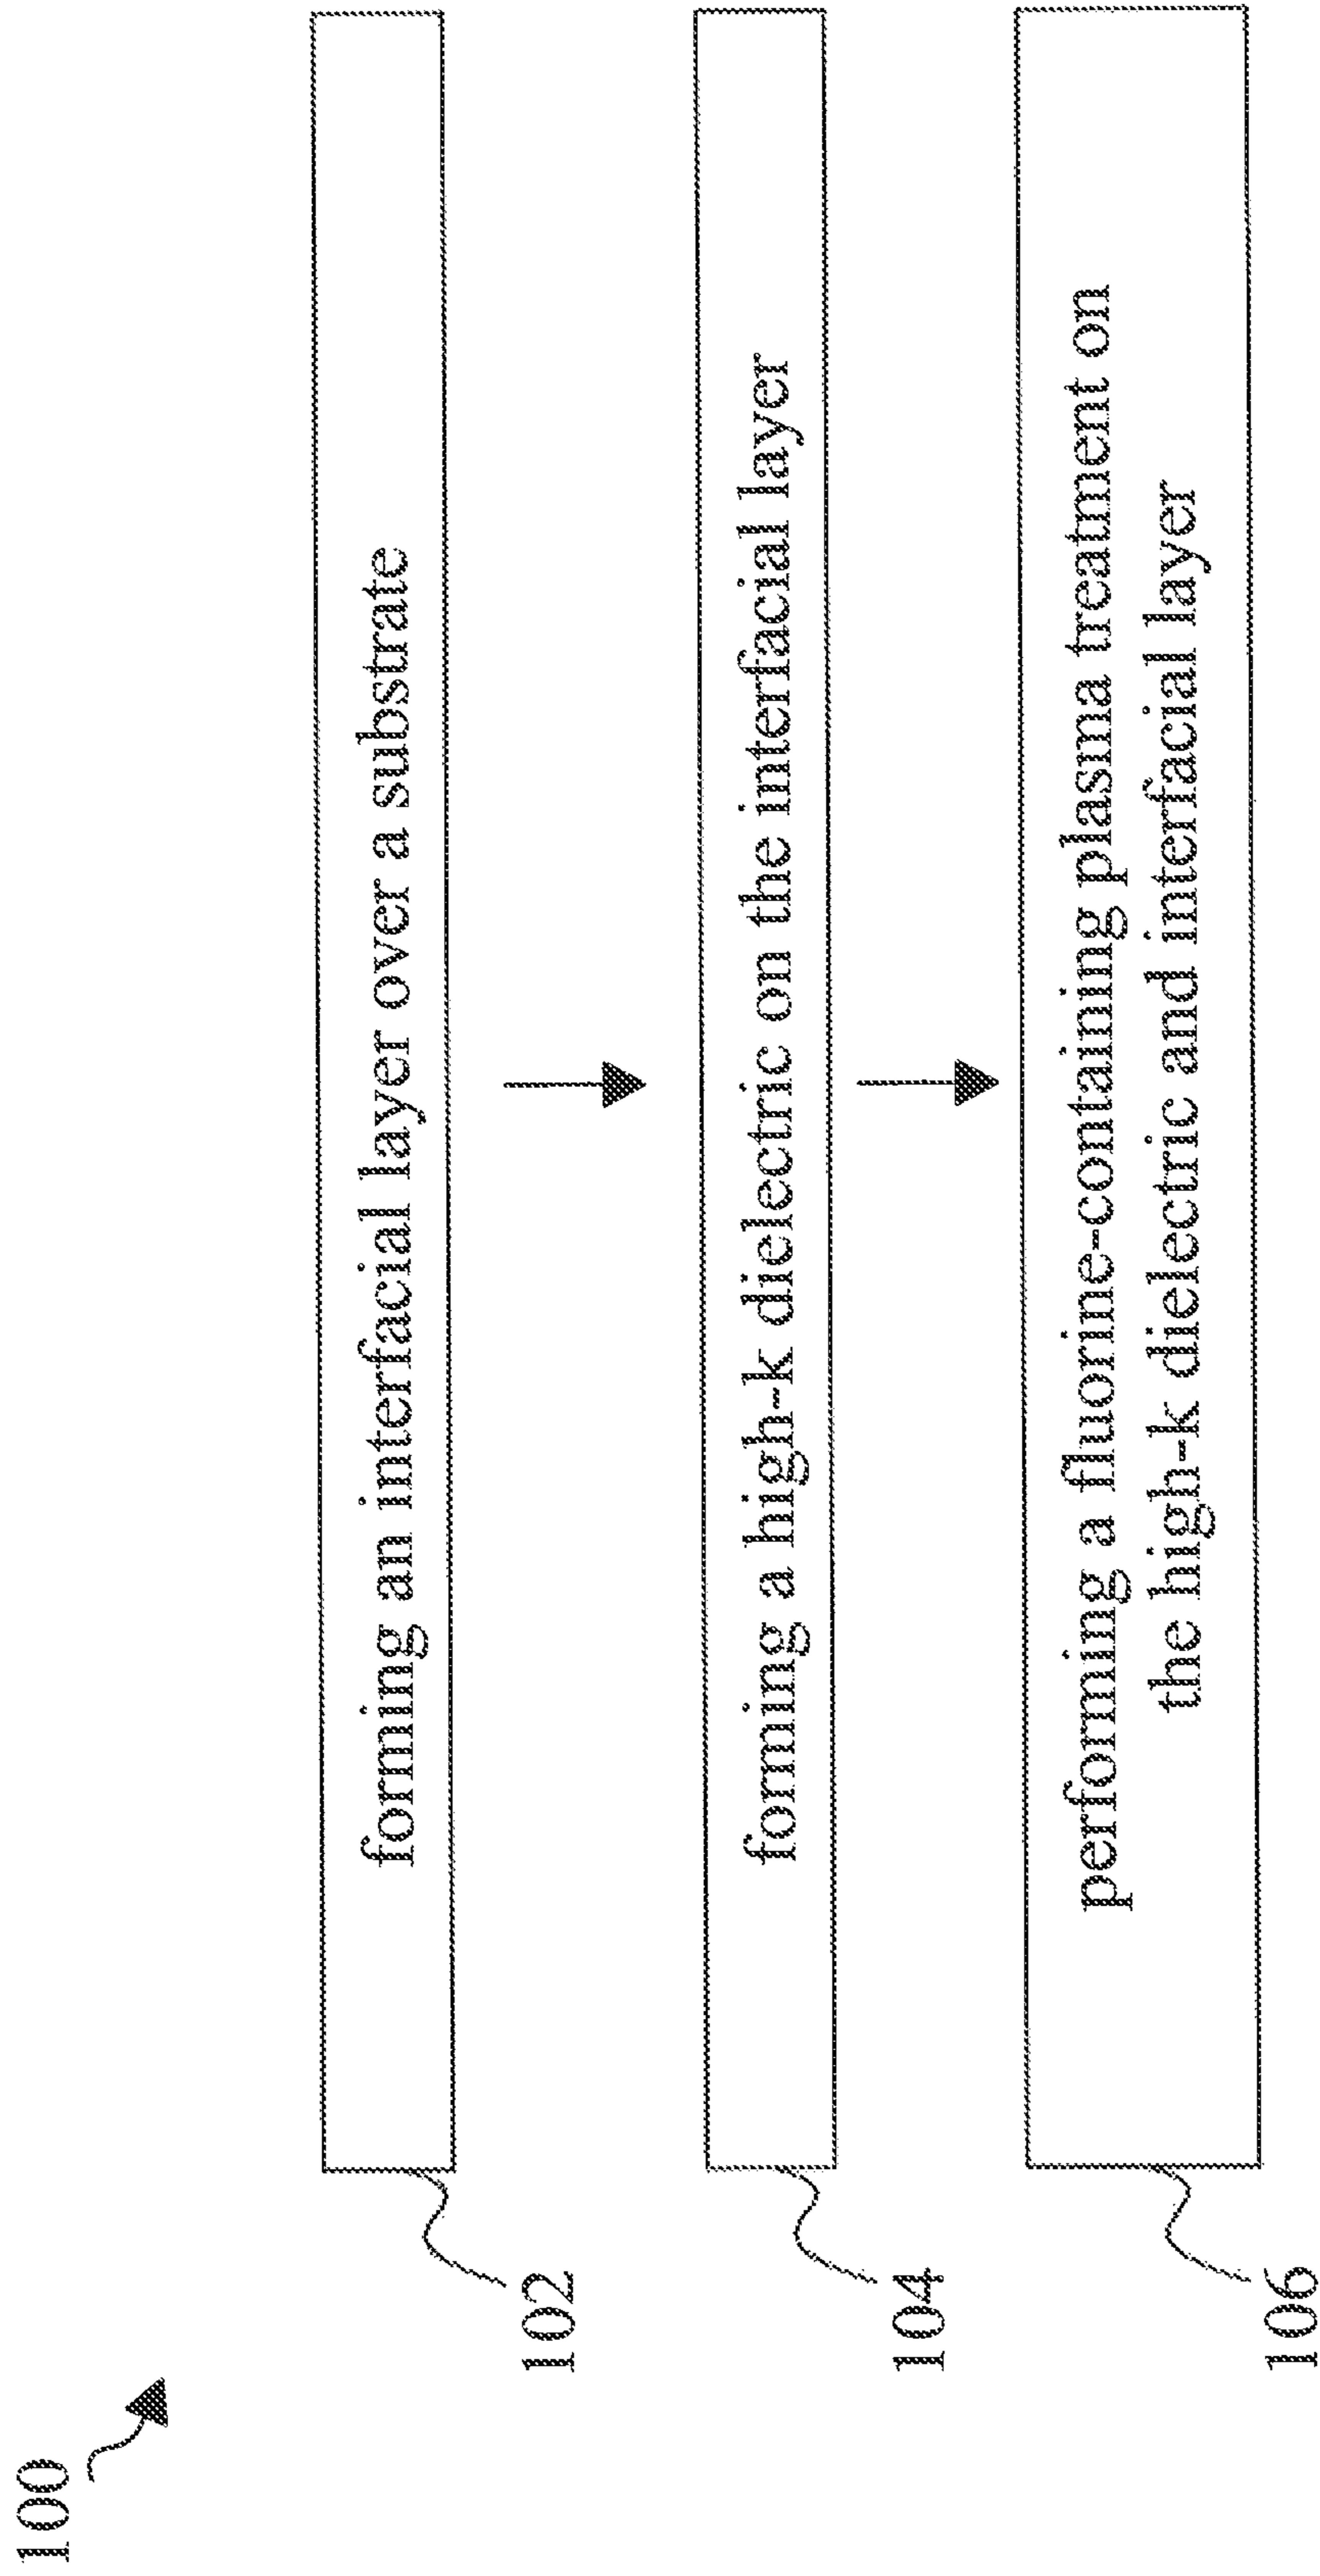 100
102
forming an interfacial layer over a substrate
104
forming a high-k dielectric on the interfacial layer
106
performing a fluorine-containing plasma treatment on
the high-k dielectric and interfacial layer